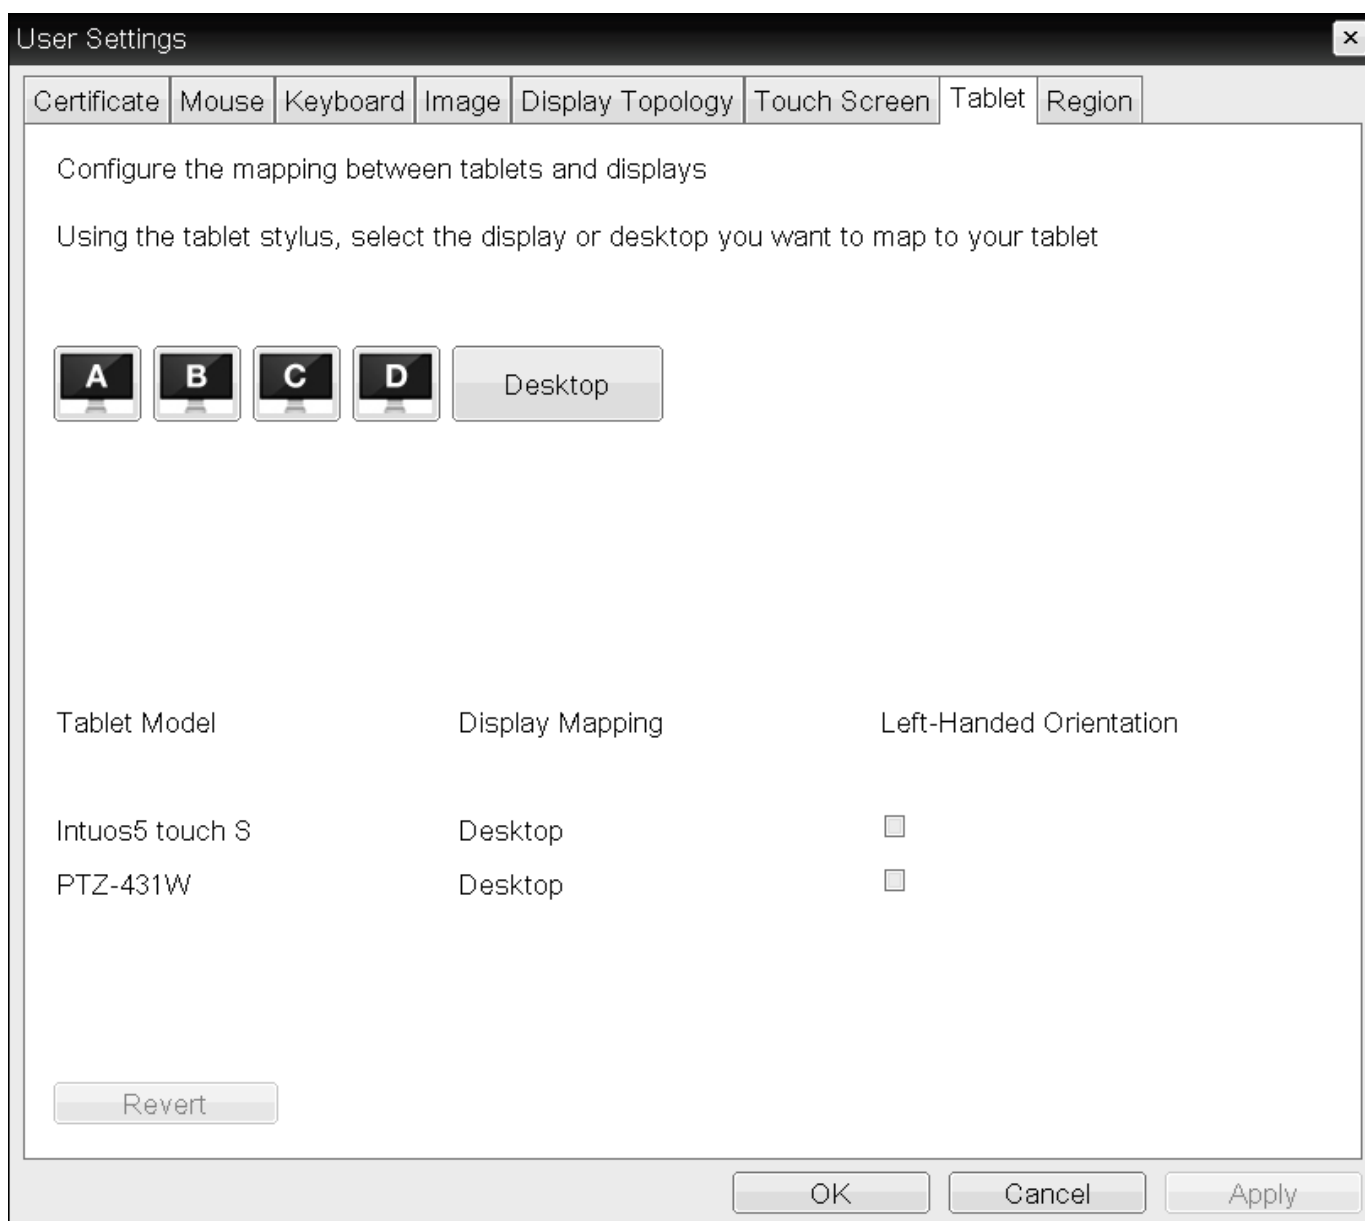 User Settings
Certificate Mouse Keyboard Image Display Topology Touch Screen Tablet Region
Configure the mapping between tablets and displays
Using the tablet stylus, select the display or desktop you want to map to your tablet
A B C D Desktop
Tablet Model Display Mapping Left-Handed Orientation
Intuos5 touch S Desktop
PTZ-431W Desktop
Revert
OK Cancel Apply